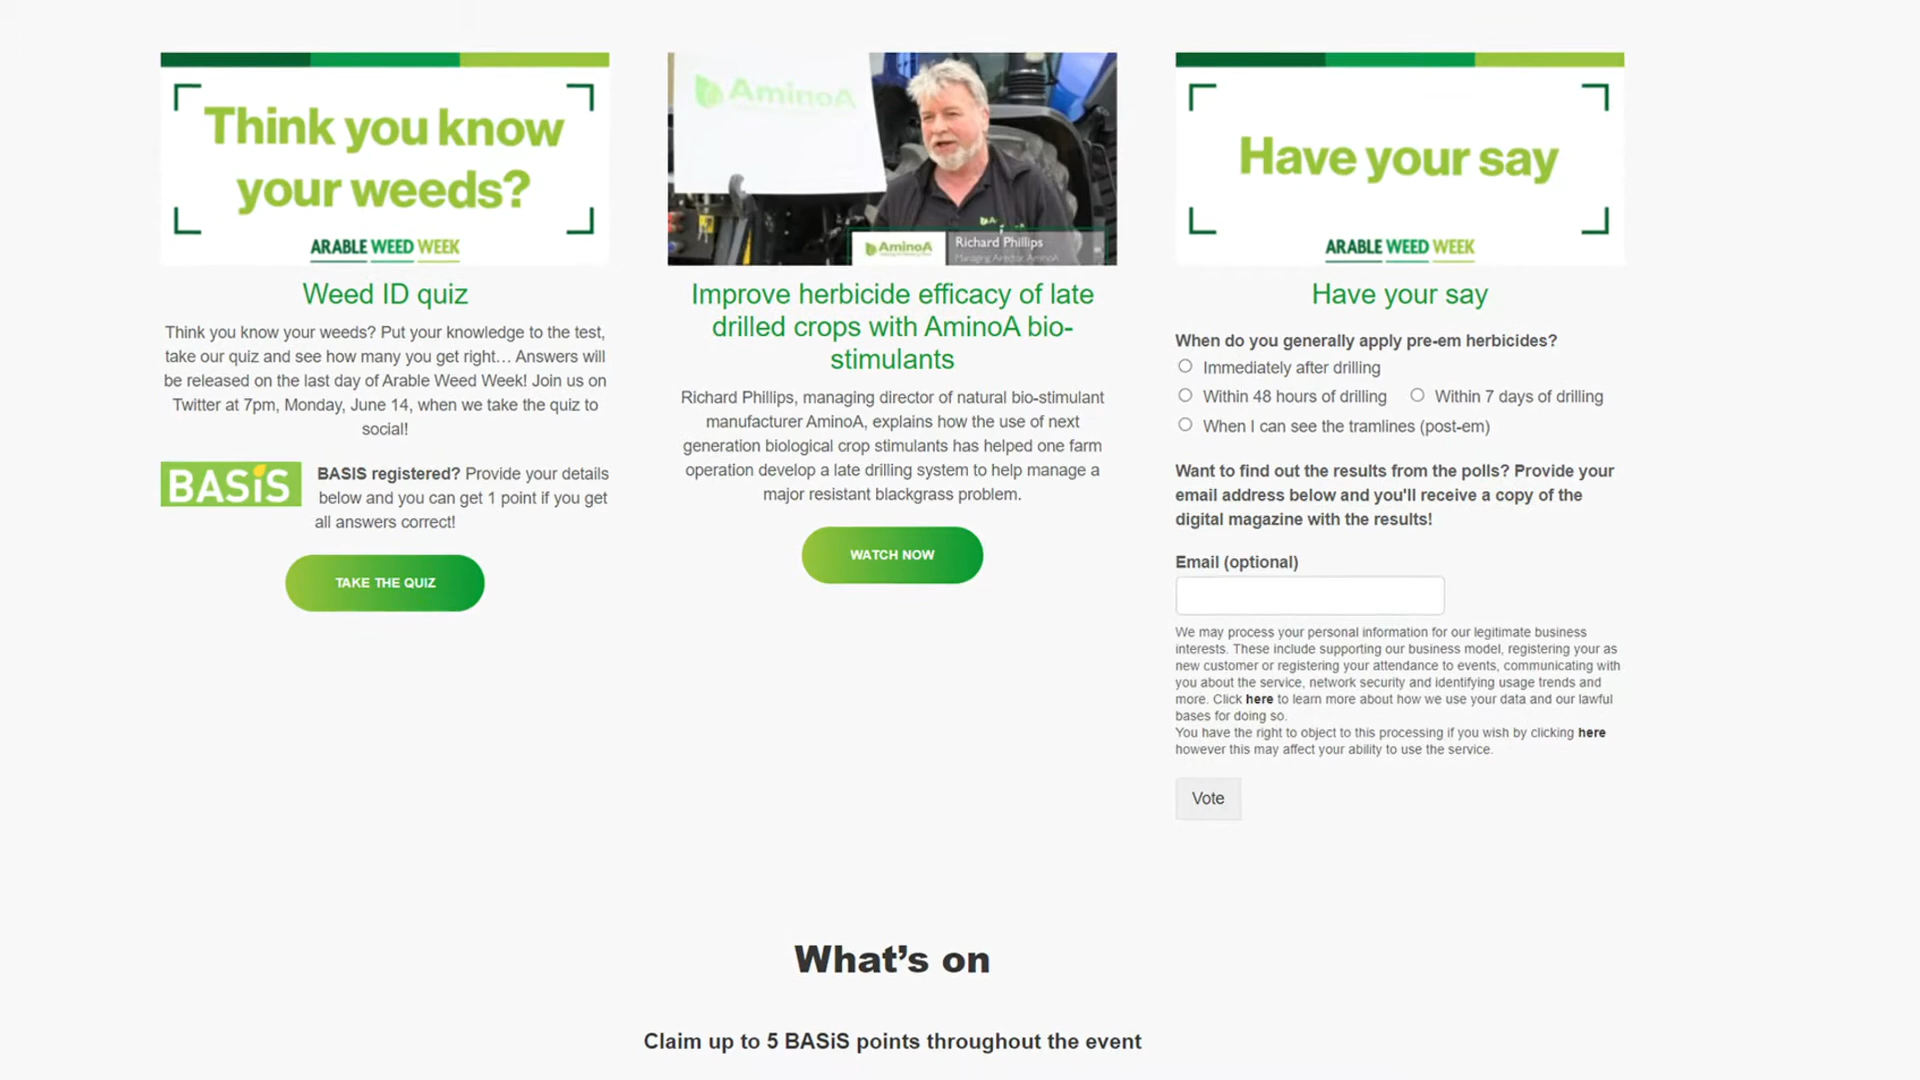 Think you know
your weeds?
ARABLE WEED WEEK
Weed ID quiz
Think you know your weeds? Put your knowledge to the test,
take our quiz and see how many you get right… Answers will
be released on the last day of Arable Weed Week! Join us on
Twitter at 7pm, Monday, June 14, when we take the quiz to
social!
BASiS
BASIS registered? Provide your details
below and you can get 1 point if you get
all answers correct!
TAKE THE QUIZ
AminoA
AminoA
Richard Phillips
Managing Director AminoA
Improve herbicide efficacy of late
drilled crops with AminoA bio-
stimulants
Richard Phillips, managing director of natural bio-stimulant
manufacturer AminoA, explains how the use of next
generation biological crop stimulants has helped one farm
operation develop a late drilling system to help manage a
major resistant blackgrass problem.
WATCH NOW
Have your say
ARABLE WEED WEEK
Have your say
When do you generally apply pre-em herbicides?
Immediately after drilling
Within 48 hours of drilling Within 7 days of drilling
When I can see the tramlines (post-em)
Want to find out the results from the polls? Provide your
email address below and you'll receive a copy of the
digital magazine with the results!
Email (optional)
We may process your personal information for our legitimate business
interests. These include supporting our business model, registering your as
new customer or registering your attendance to events, communicating with
you about the service, network security and identifying usage trends and
more. Click here to learn more about how we use your data and our lawful
bases for doing so.
You have the right to object to this processing if you wish by clicking here
however this may affect your ability to use the service.
Vote
What's on
Claim up to 5 BASiS points throughout the event